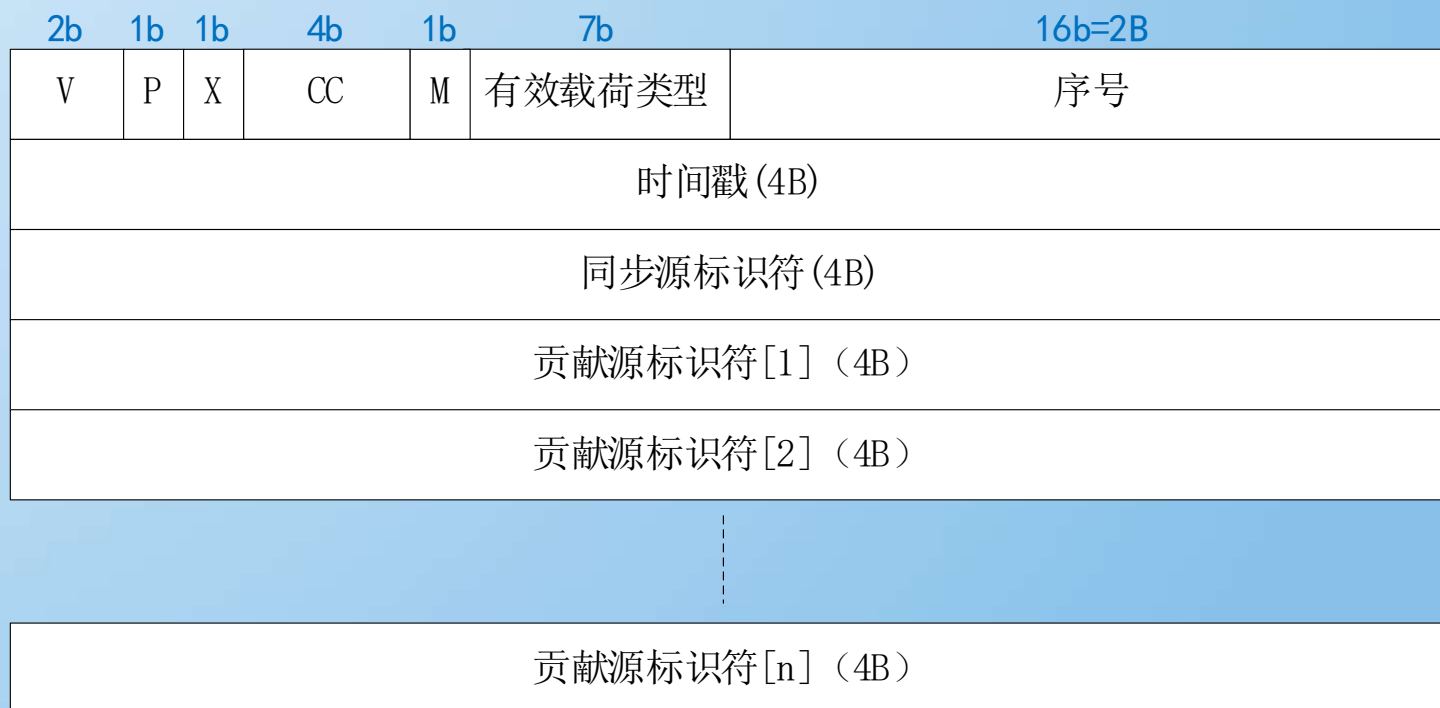 2b 1b 1b 4b 1b 7b 16b=2B
V P X CC M 有效载荷类型 序号
时间戳(4B)
同步源标识符(4B)
贡献源标识符[1]（4B）
贡献源标识符[2]（4B）
贡献源标识符[n]（4B）